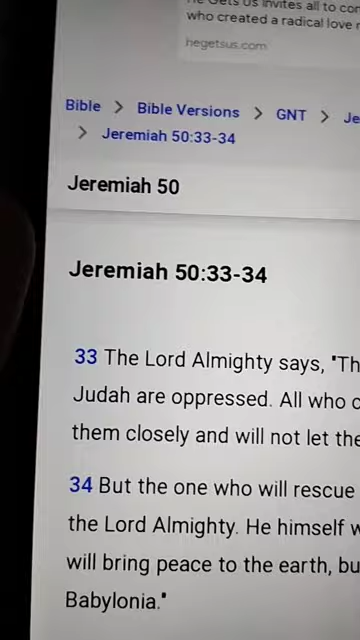 who created a radical love
hegetsus.com
Bible > Bible Versions > GNT > Je
> Jeremiah 50:33-34
Jeremiah 50
Jeremiah 50:33-34
33 The Lord Almighty says, "Th
Judah are oppressed. All who c
them closely and will not let the
34 But the one who will rescue
the Lord Almighty. He himself w
will bring peace to the earth, bu
Babylonia."